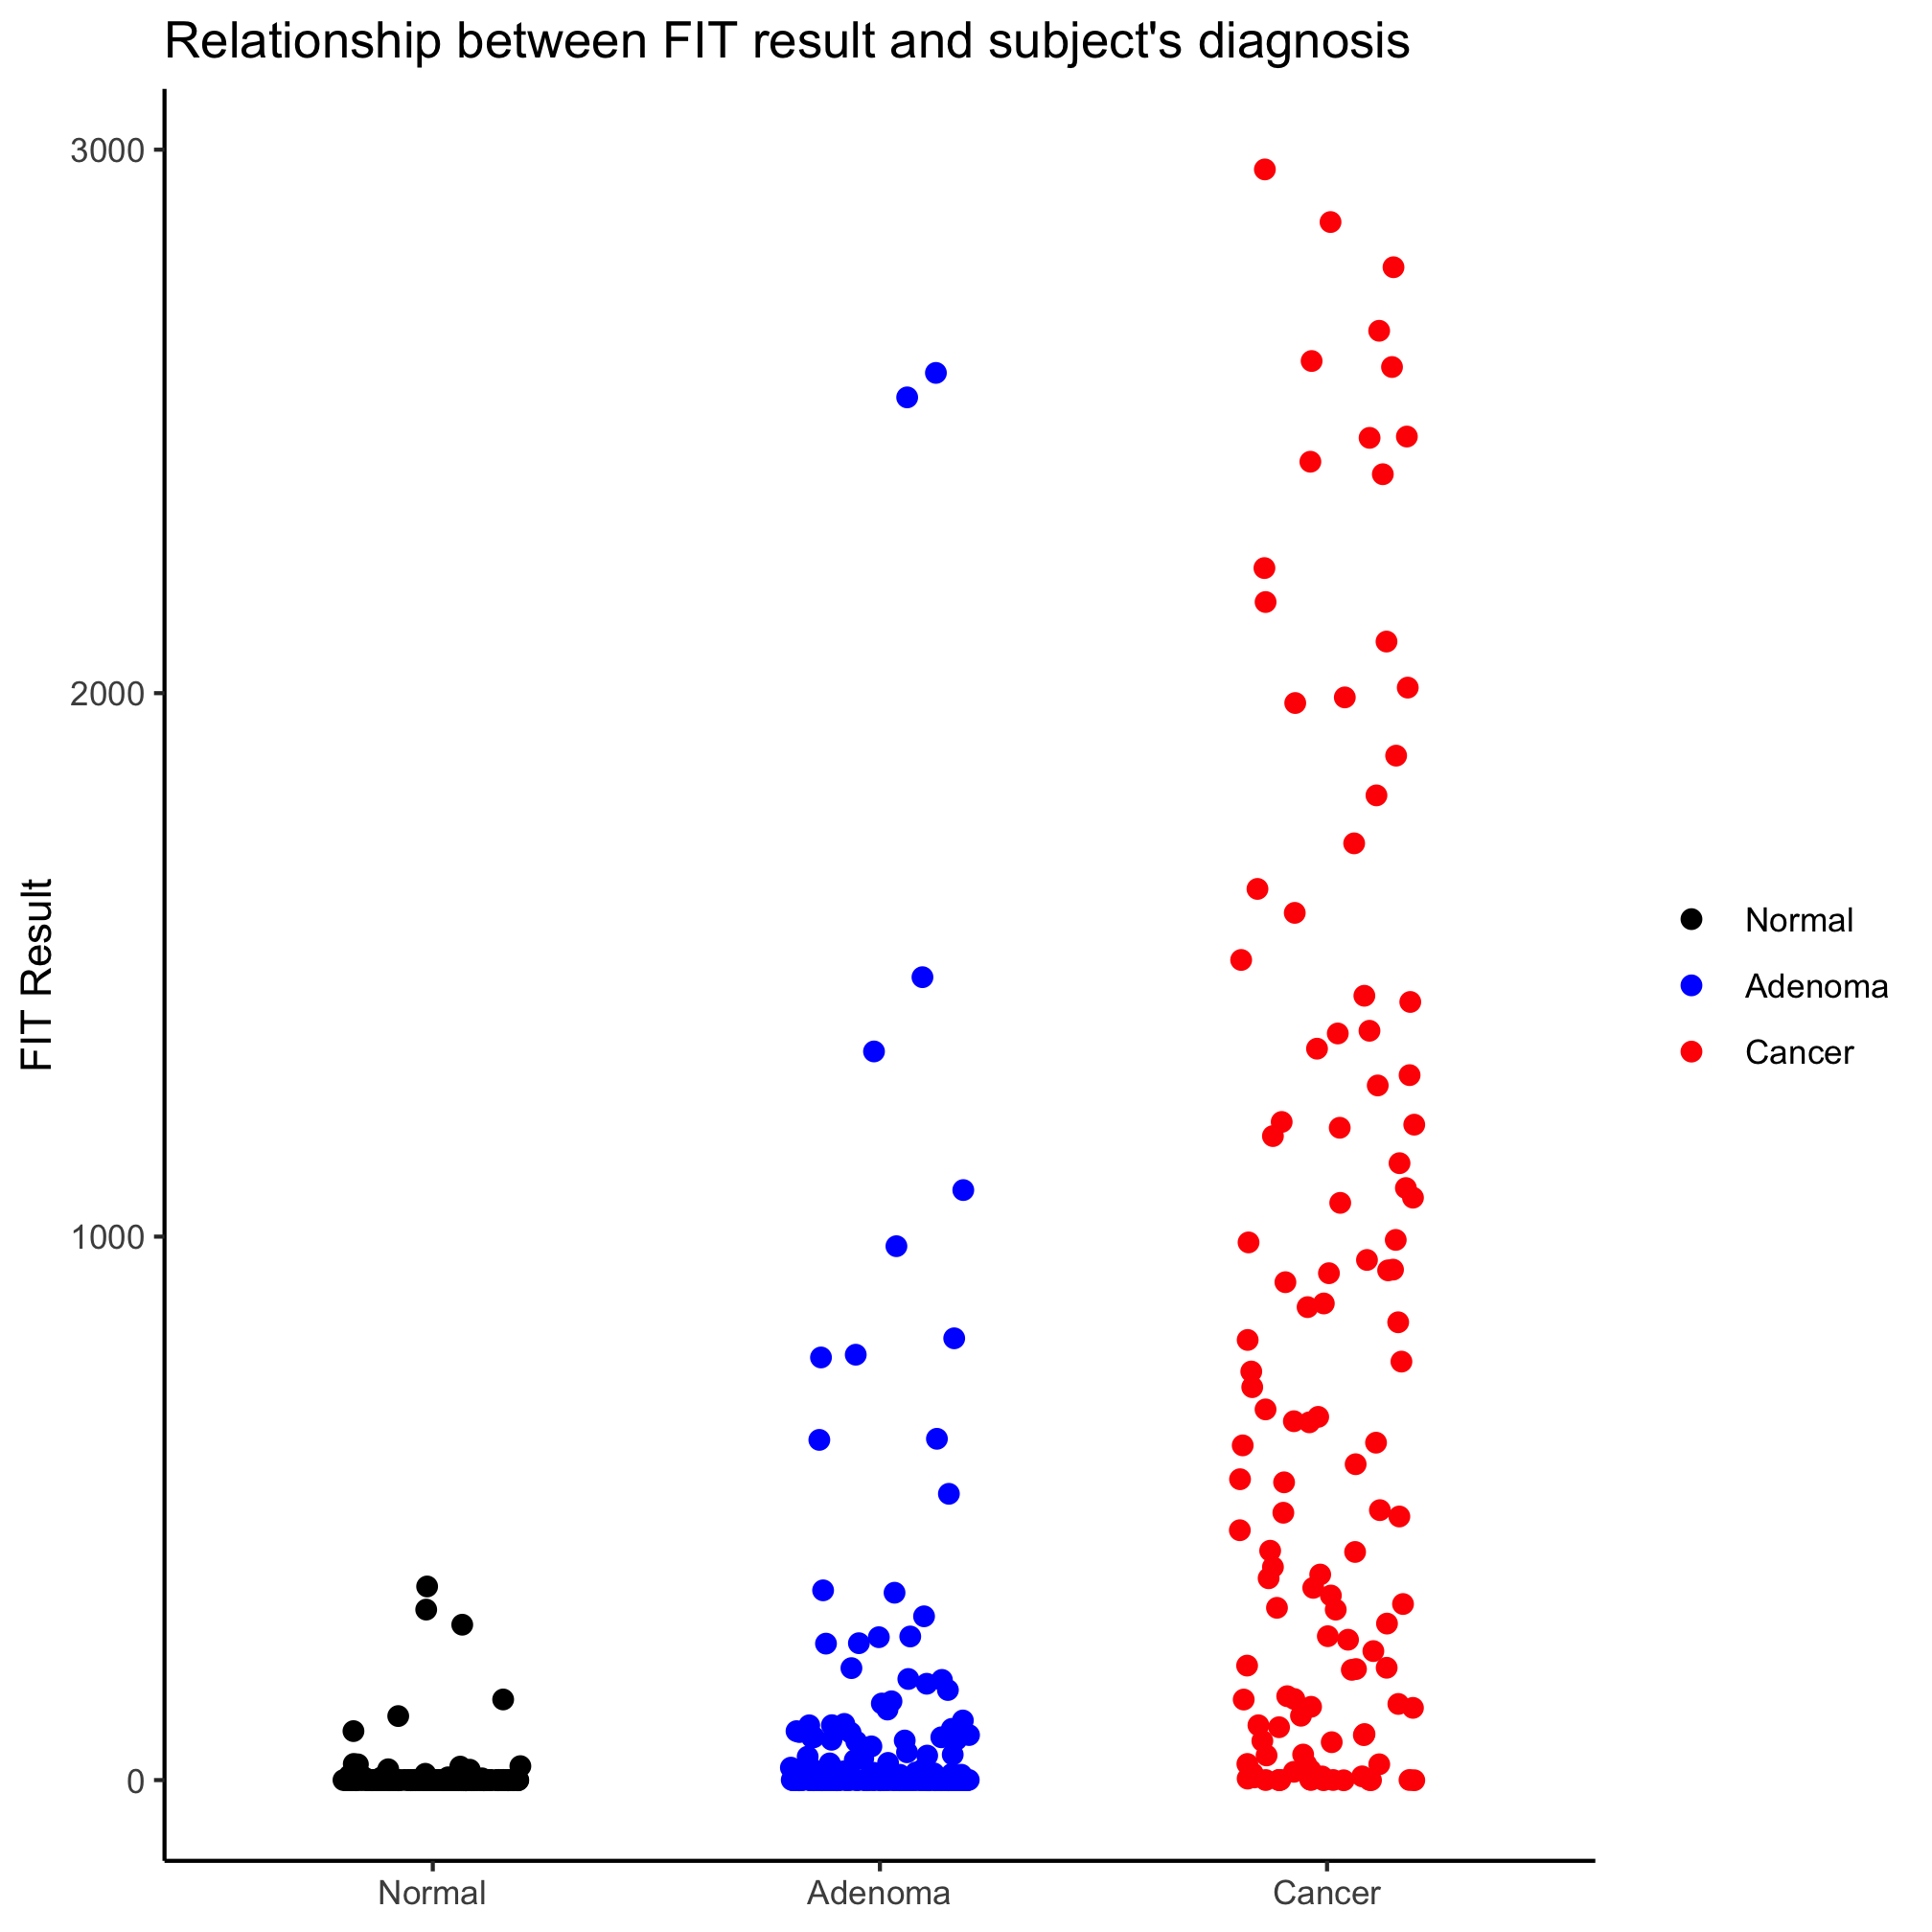 Relationship between FIT result and subject's diagnosis
FIT Result
3000
2000
1000
0
Normal
Adenoma
Cancer
Normal
Adenoma
Cancer